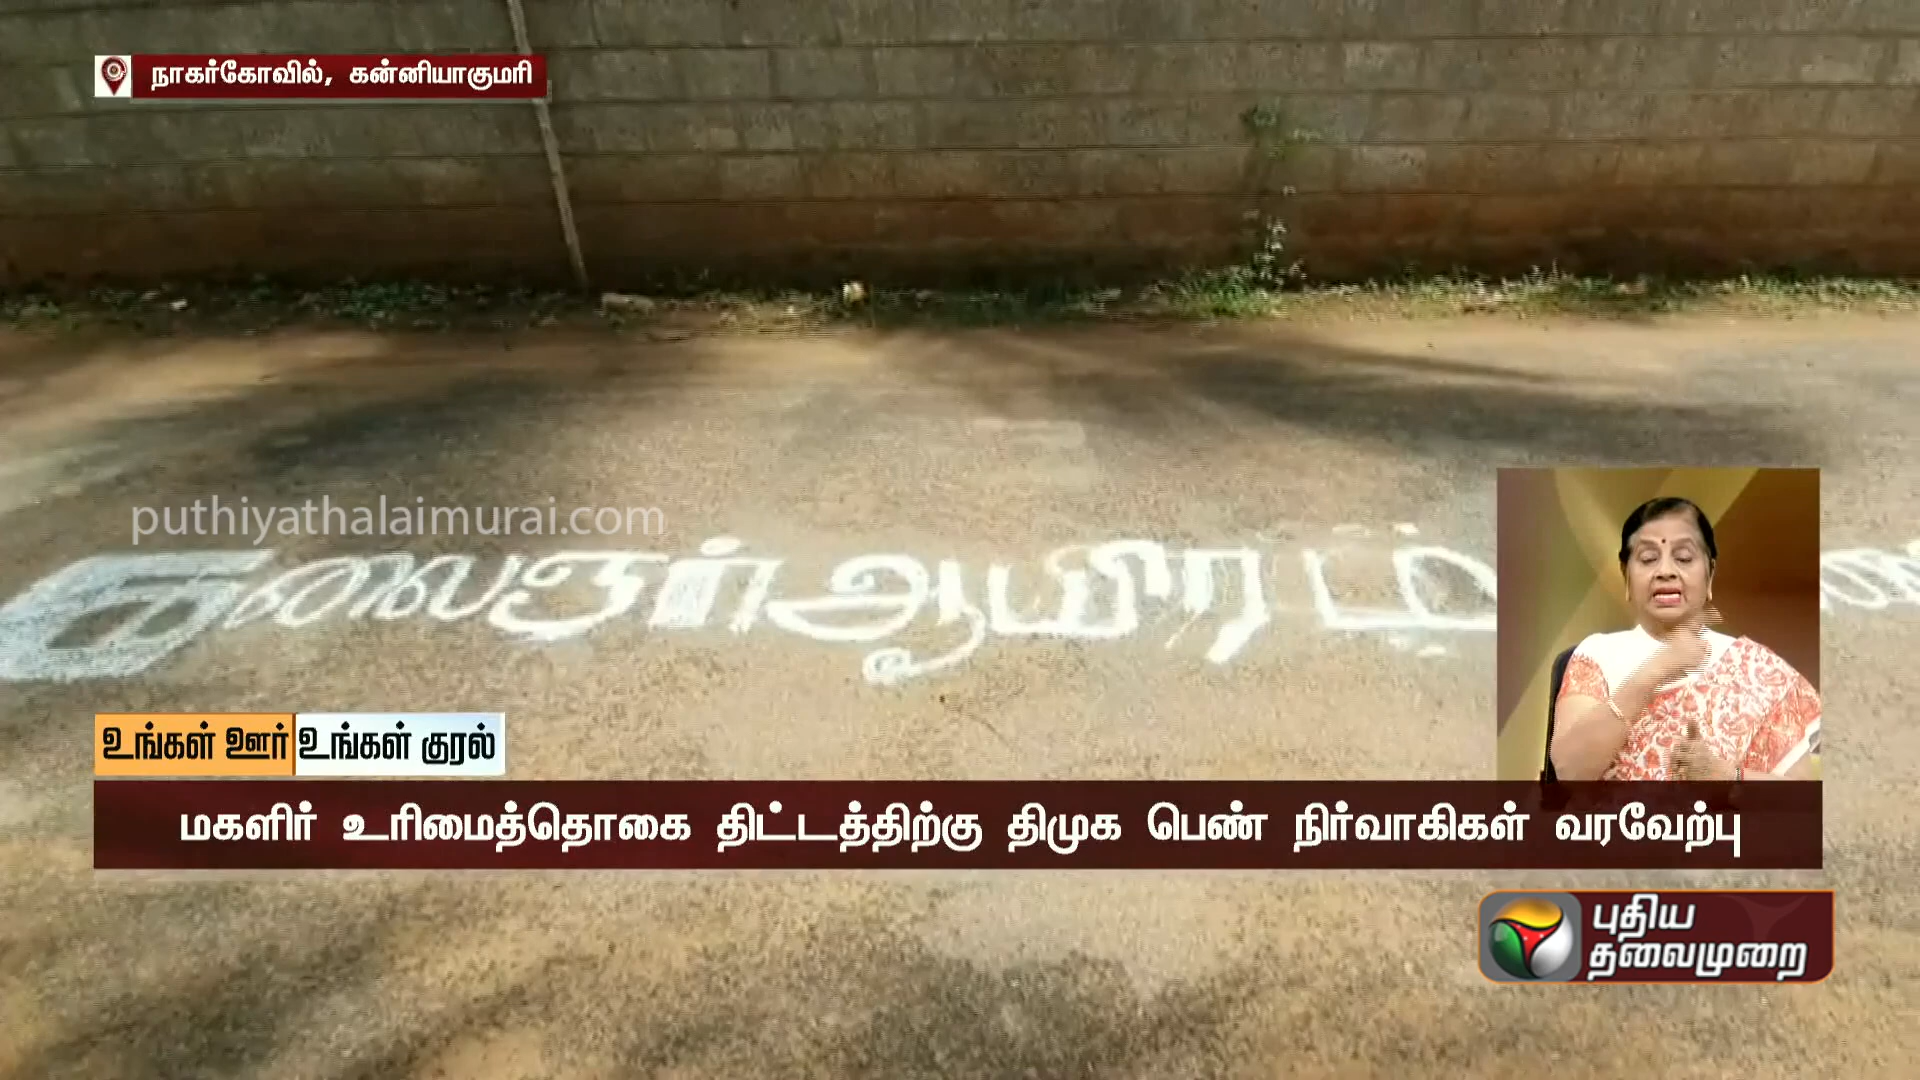 நாகர்கோவில், கன்னியாகுமரி
puthiyathalaimurai.com
கலைஞர் ஆயிரம்
உங்கள் ஊர் உங்கள் குரல்
மகளிர் உரிமைத்தொகை திட்டத்திற்கு திமுக பெண் நிர்வாகிகள் வரவேற்பு
புதிய
தலைமுறை